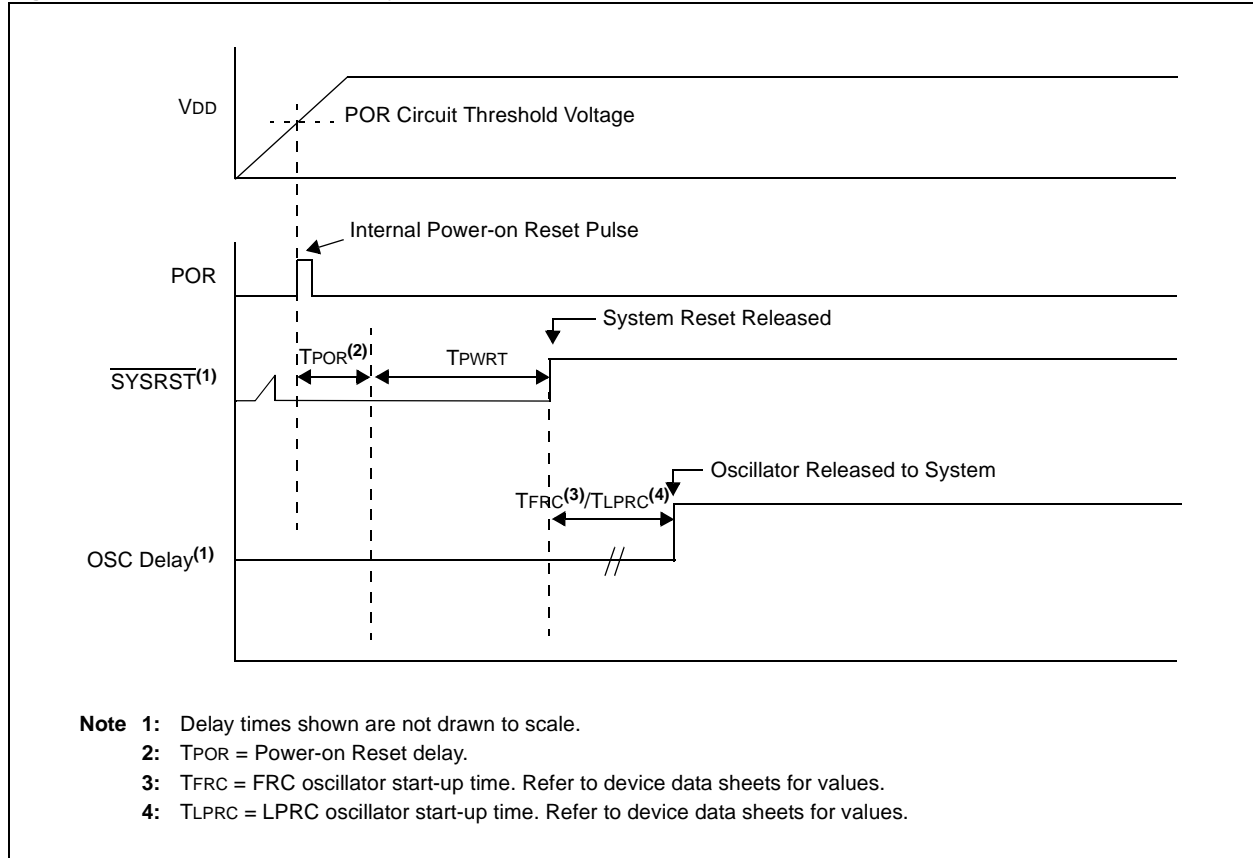 VDD
POR Circuit Threshold Voltage
Internal Power-on Reset Pulse
POR
System Reset Released
TPOR(2)
TPWRT
SYSRST(1)
Oscillator Released to System
TFRC(3)/TLPRC(4)
OSC Delay(1)
Note 1: Delay times shown are not drawn to scale.
2: TPOR = Power-on Reset delay.
3: TFRC = FRC oscillator start-up time. Refer to device data sheets for values.
4: TLPRC = LPRC oscillator start-up time. Refer to device data sheets for values.